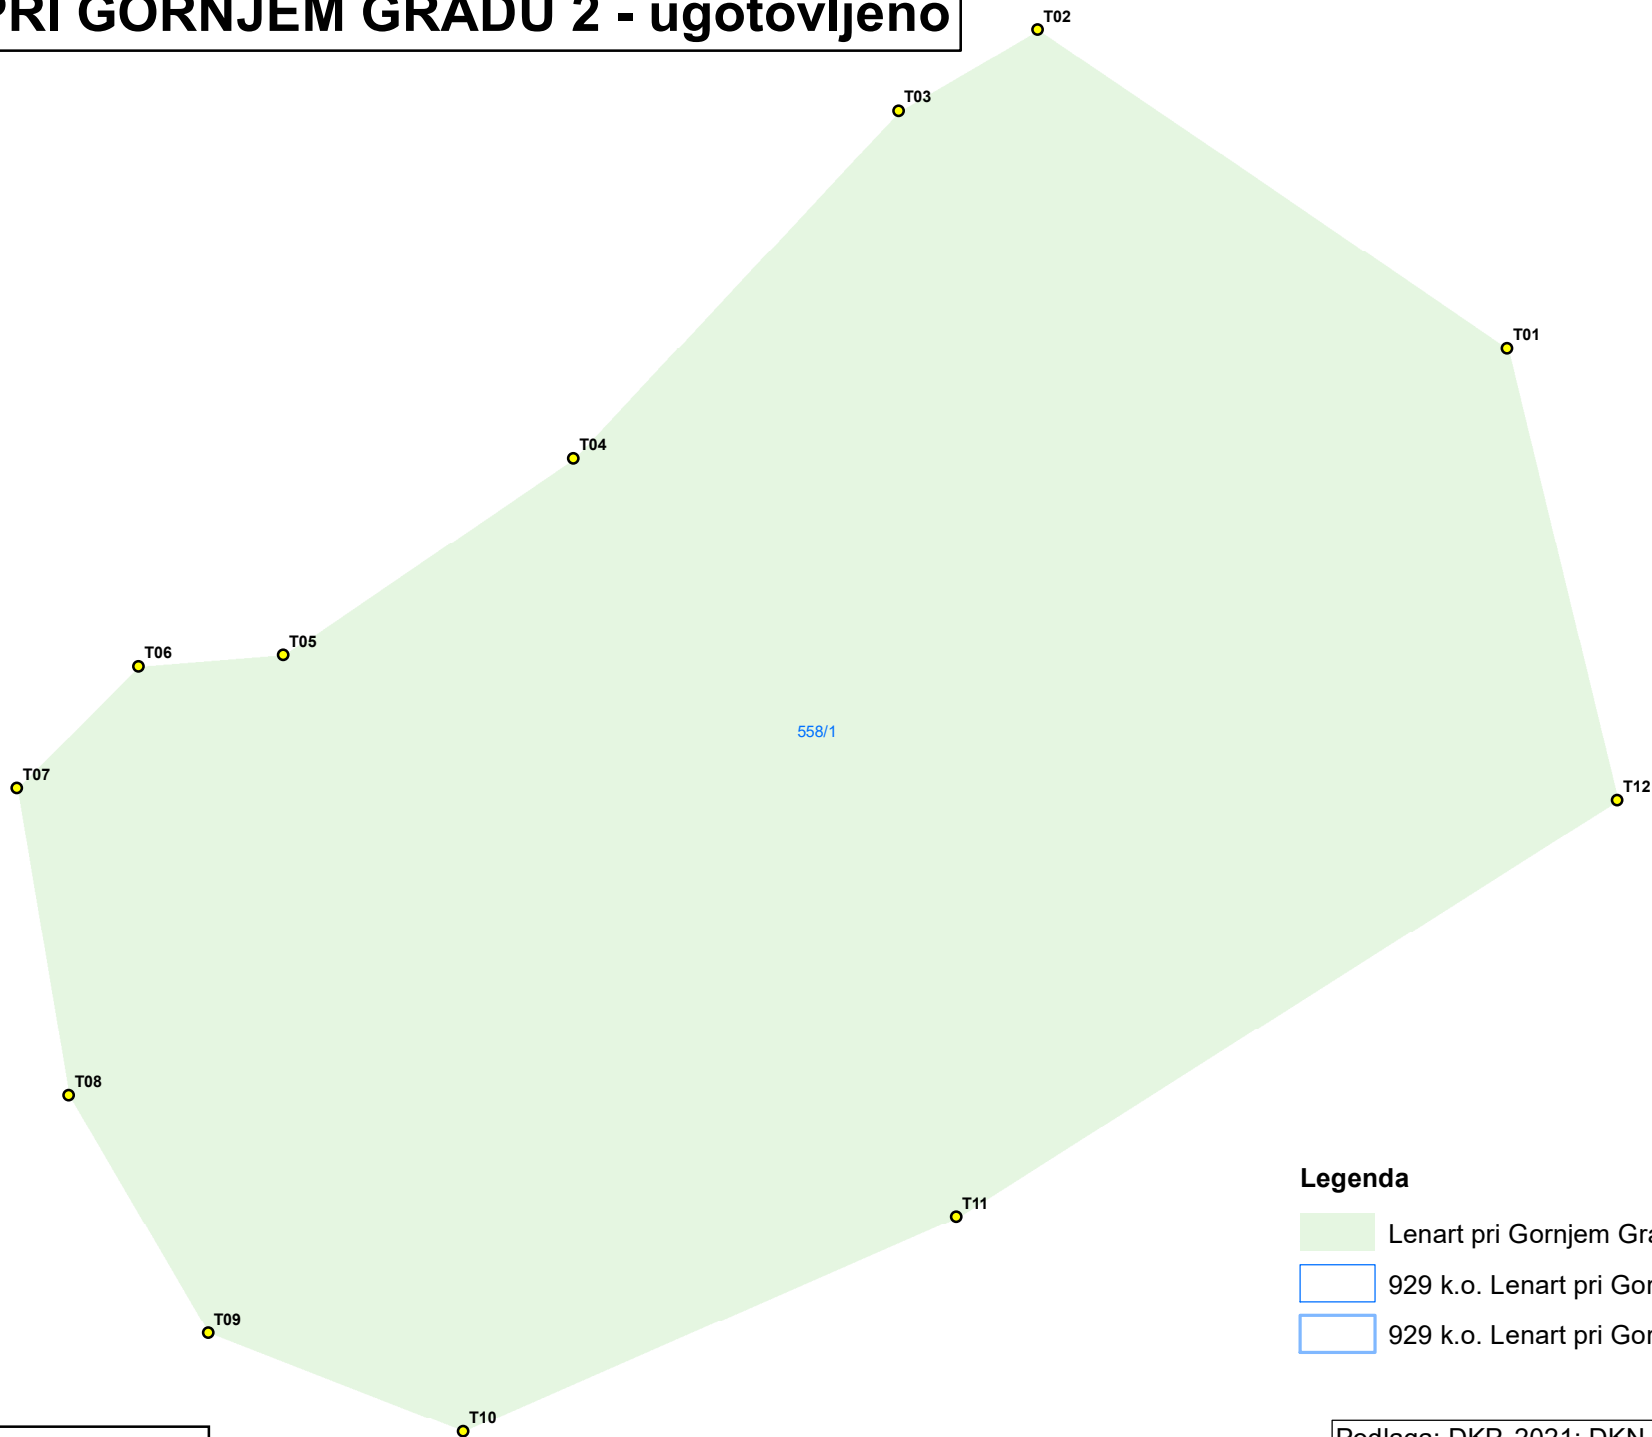 PRI GORNJEM GRADU 2 - ugotovljeno
T02
T03
T01
T04
T05
T06
558/1
T07
T12
T08
Legenda
T11
Lenart pri Gornjem Gra
929 k.o. Lenart pri Gor
T09
929 k.o. Lenart pri Gor
T10
Podlaga: DKP, 2021; DKN